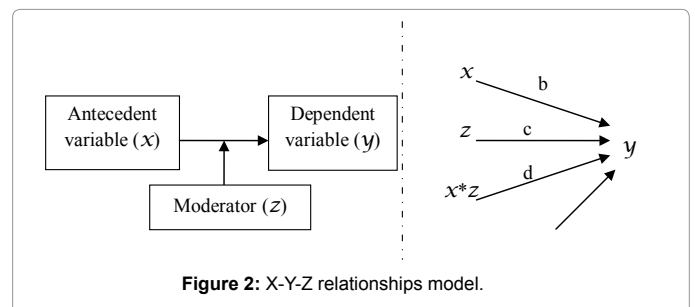 Antecedent
variable (x)
Dependent
variable (y)
Moderator (z)
x
b
z
c
y
x*z
d
Figure 2: X-Y-Z relationships model.